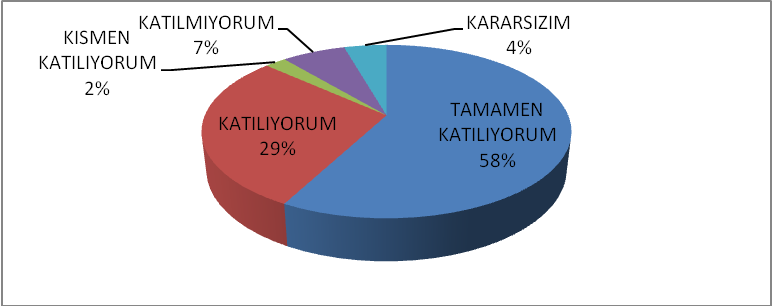 KATILMIYORUM
7%
KARARSIZIM
4%
KISMEN
KATILIYORUM
2%
KATILIYORUM
29%
TAMAMEN
KATILIYORUM
58%